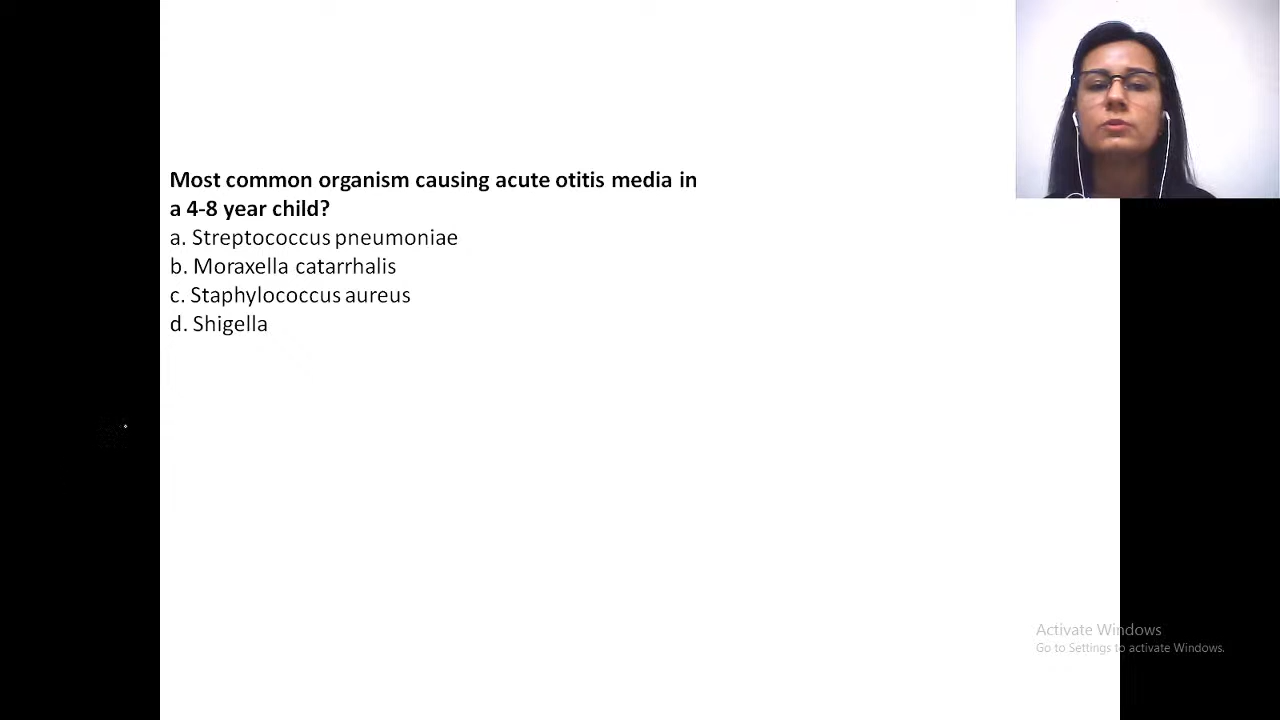 Most common organism causing acute otitis media in
a 4-8 year child?
a. Streptococcus pneumoniae
b. Moraxella catarrhalis
c. Staphylococcus aureus
d. Shigella
Activate Windows
Go to Settings to activate Windows.